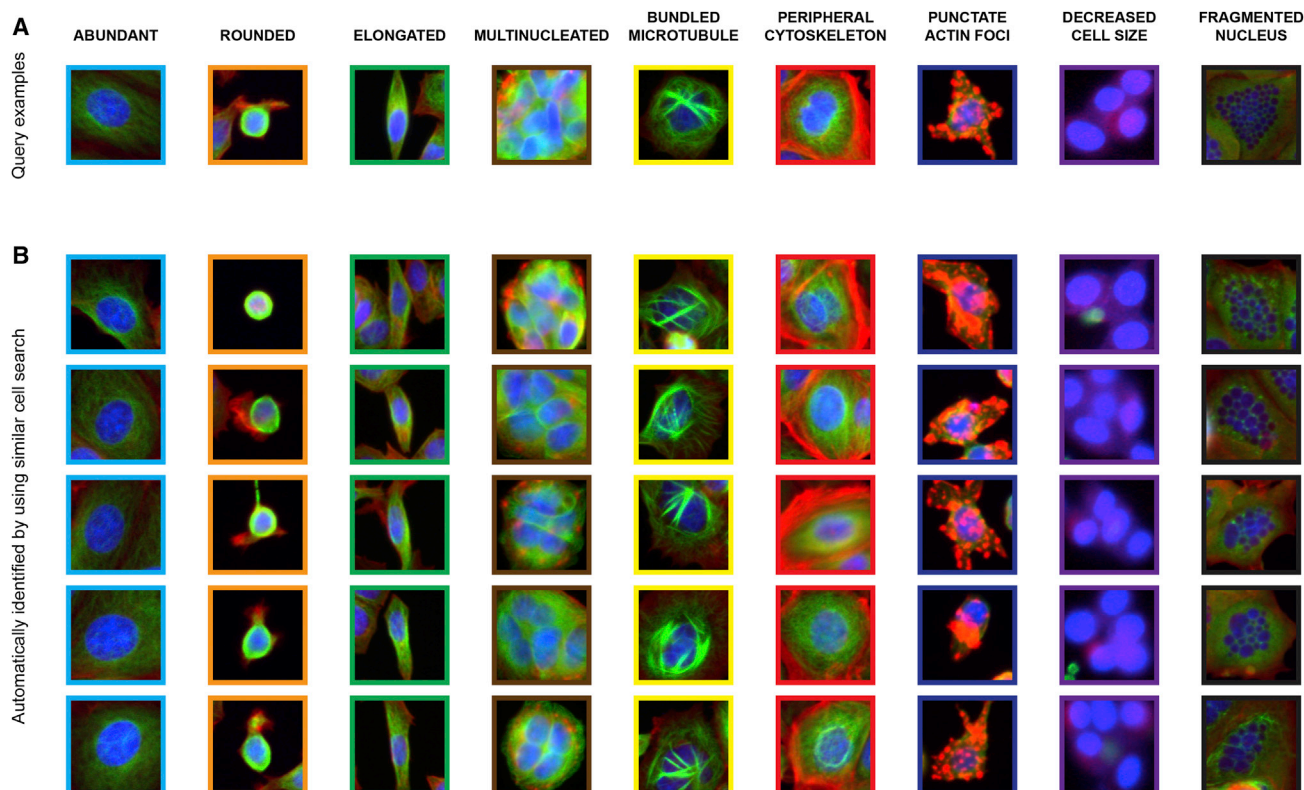 A
Query examples
ABUNDANT
ROUNDED
ELONGATED
MULTINUCLEATED
BUNDLED
MICROTUBULE
PERIPHERAL
CYTOSKELETON
PUNCTATE
ACTIN FOCI
DECREASED
CELL SIZE
FRAGMENTED
NUCLEUS
B
Automatically identified by using similar cell search